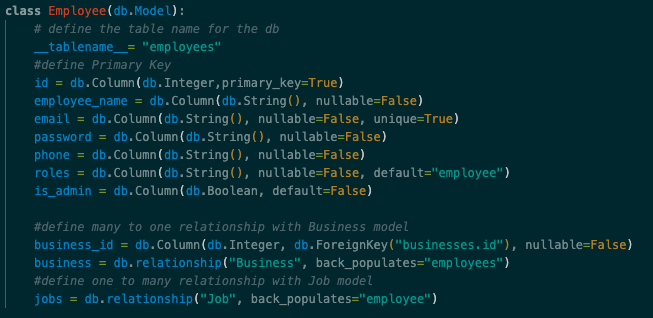 class Employee(db.Model):
# define the table name for the db
__tablename__= "employees"
#define Primary Key
id = db.Column(db.Integer,primary_key=True)
employee_name = db.Column(db.String(), nullable=False)
email = db.Column(db.String(), nullable=False, unique=True)
password = db.Column(db.String(), nullable=False)
phone = db.Column(db.String(), nullable=False)
roles = db.Column(db.String(), nullable=False, default="employee")
is_admin = db.Column(db.Boolean, default=False)
#define many to one relationship with Business model
business_id = db.Column(db.Integer, db.ForeignKey("businesses.id"), nullable=False)
business = db.relationship("Business", back_populates="employees")
#define one to many relationship with Job model
jobs = db.relationship("Job", back_populates="employee")